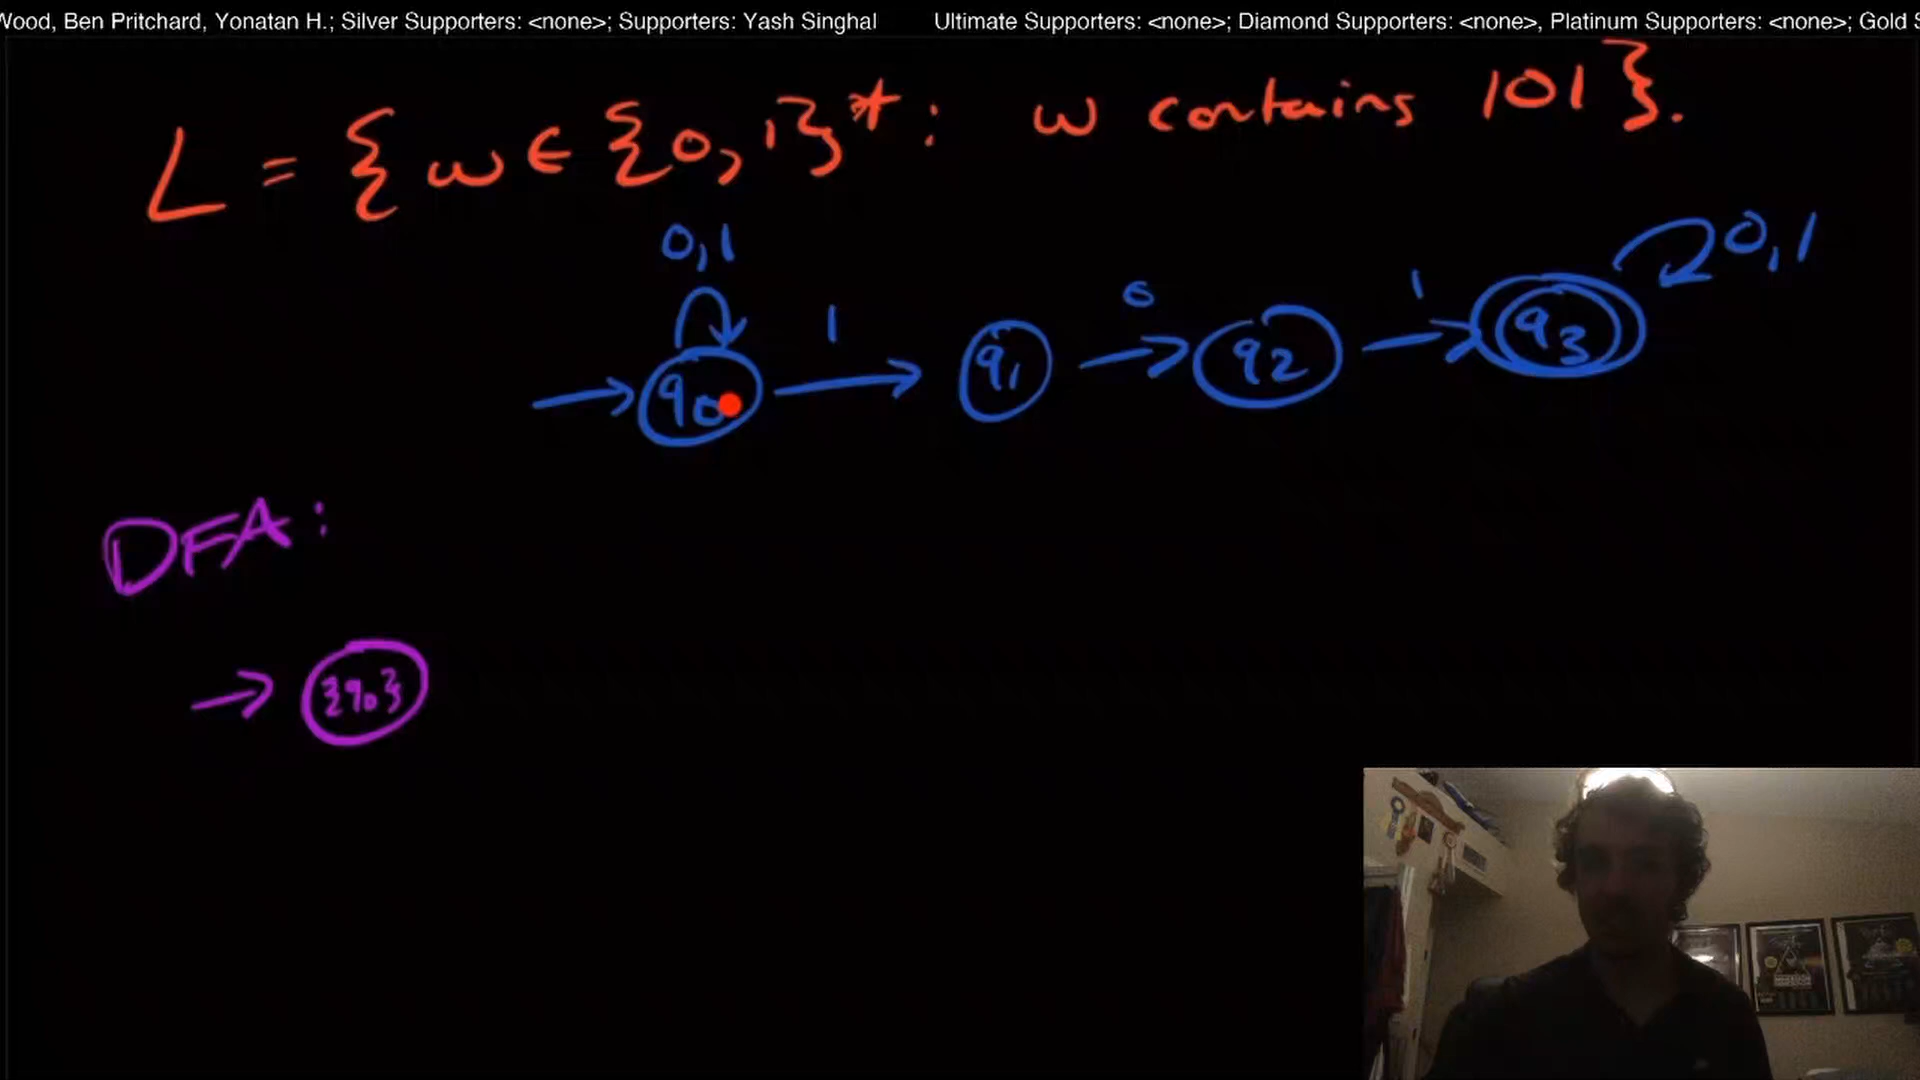 Wood, Ben Pritchard, Yonatan H.; Silver Supporters: <none>; Supporters: Yash Singhal Ultimate Supporters: <none>; Diamond Supporters: <none>, Platinum Supporters: <none>; Gold S
L = {w ∈ {0,1}*: w contains 101}.
0,1
0,1
1
0
1
q0
q1
q2
q3
DFA:
{q0}